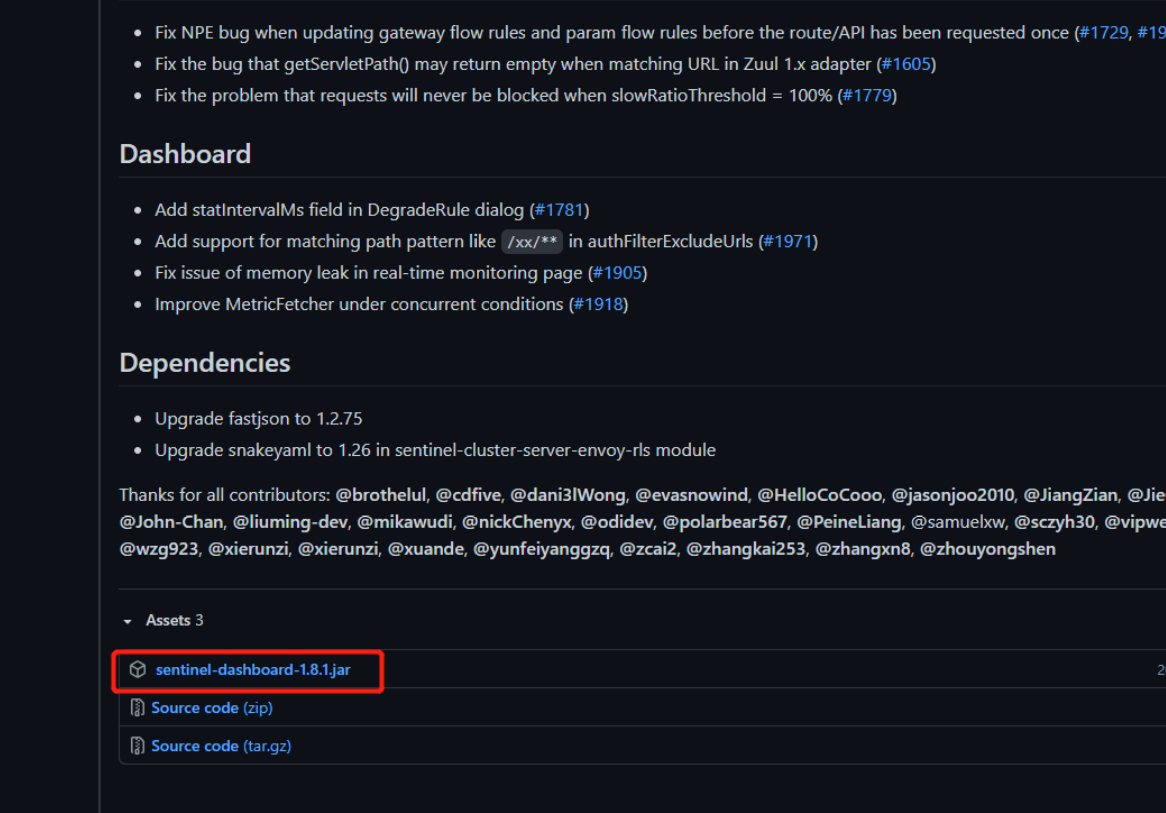 Fix NPE bug when updating gateway flow rules and param flow rules before the route/API has been requested once (#1729, #19
Fix the bug that getServletPath() may return empty when matching URL in Zuul 1.x adapter (#1605)
Fix the problem that requests will never be blocked when slowRatioThreshold = 100% (#1779)
Dashboard
Add statIntervalMs field in DegradeRule dialog (#1781)
Add support for matching path pattern like /xx/** in authFilterExcludeUrls (#1971)
Fix issue of memory leak in real-time monitoring page (#1905)
Improve MetricFetcher under concurrent conditions (#1918)
Dependencies
Upgrade fastjson to 1.2.75
Upgrade snakeyaml to 1.26 in sentinel-cluster-server-envoy-rls module
Thanks for all contributors: @brothelul, @cdfive, @dani3lWong, @evasnowind, @HelloCoCooo, @jasonjoo2010, @JiangZian, @Jie
@John-Chan, @liuming-dev, @mikawudi, @nickChenyx, @odidev, @polarbear567, @PeineLiang, @samuelxw, @sczyh30, @vipwe
@wzg923, @xierunzi, @xierunzi, @xuande, @yunfeiyanggzq, @zcai2, @zhangkai253, @zhangxn8, @zhouyongshen
Assets 3
sentinel-dashboard-1.8.1.jar 2
Source code (zip)
Source code (tar.gz)